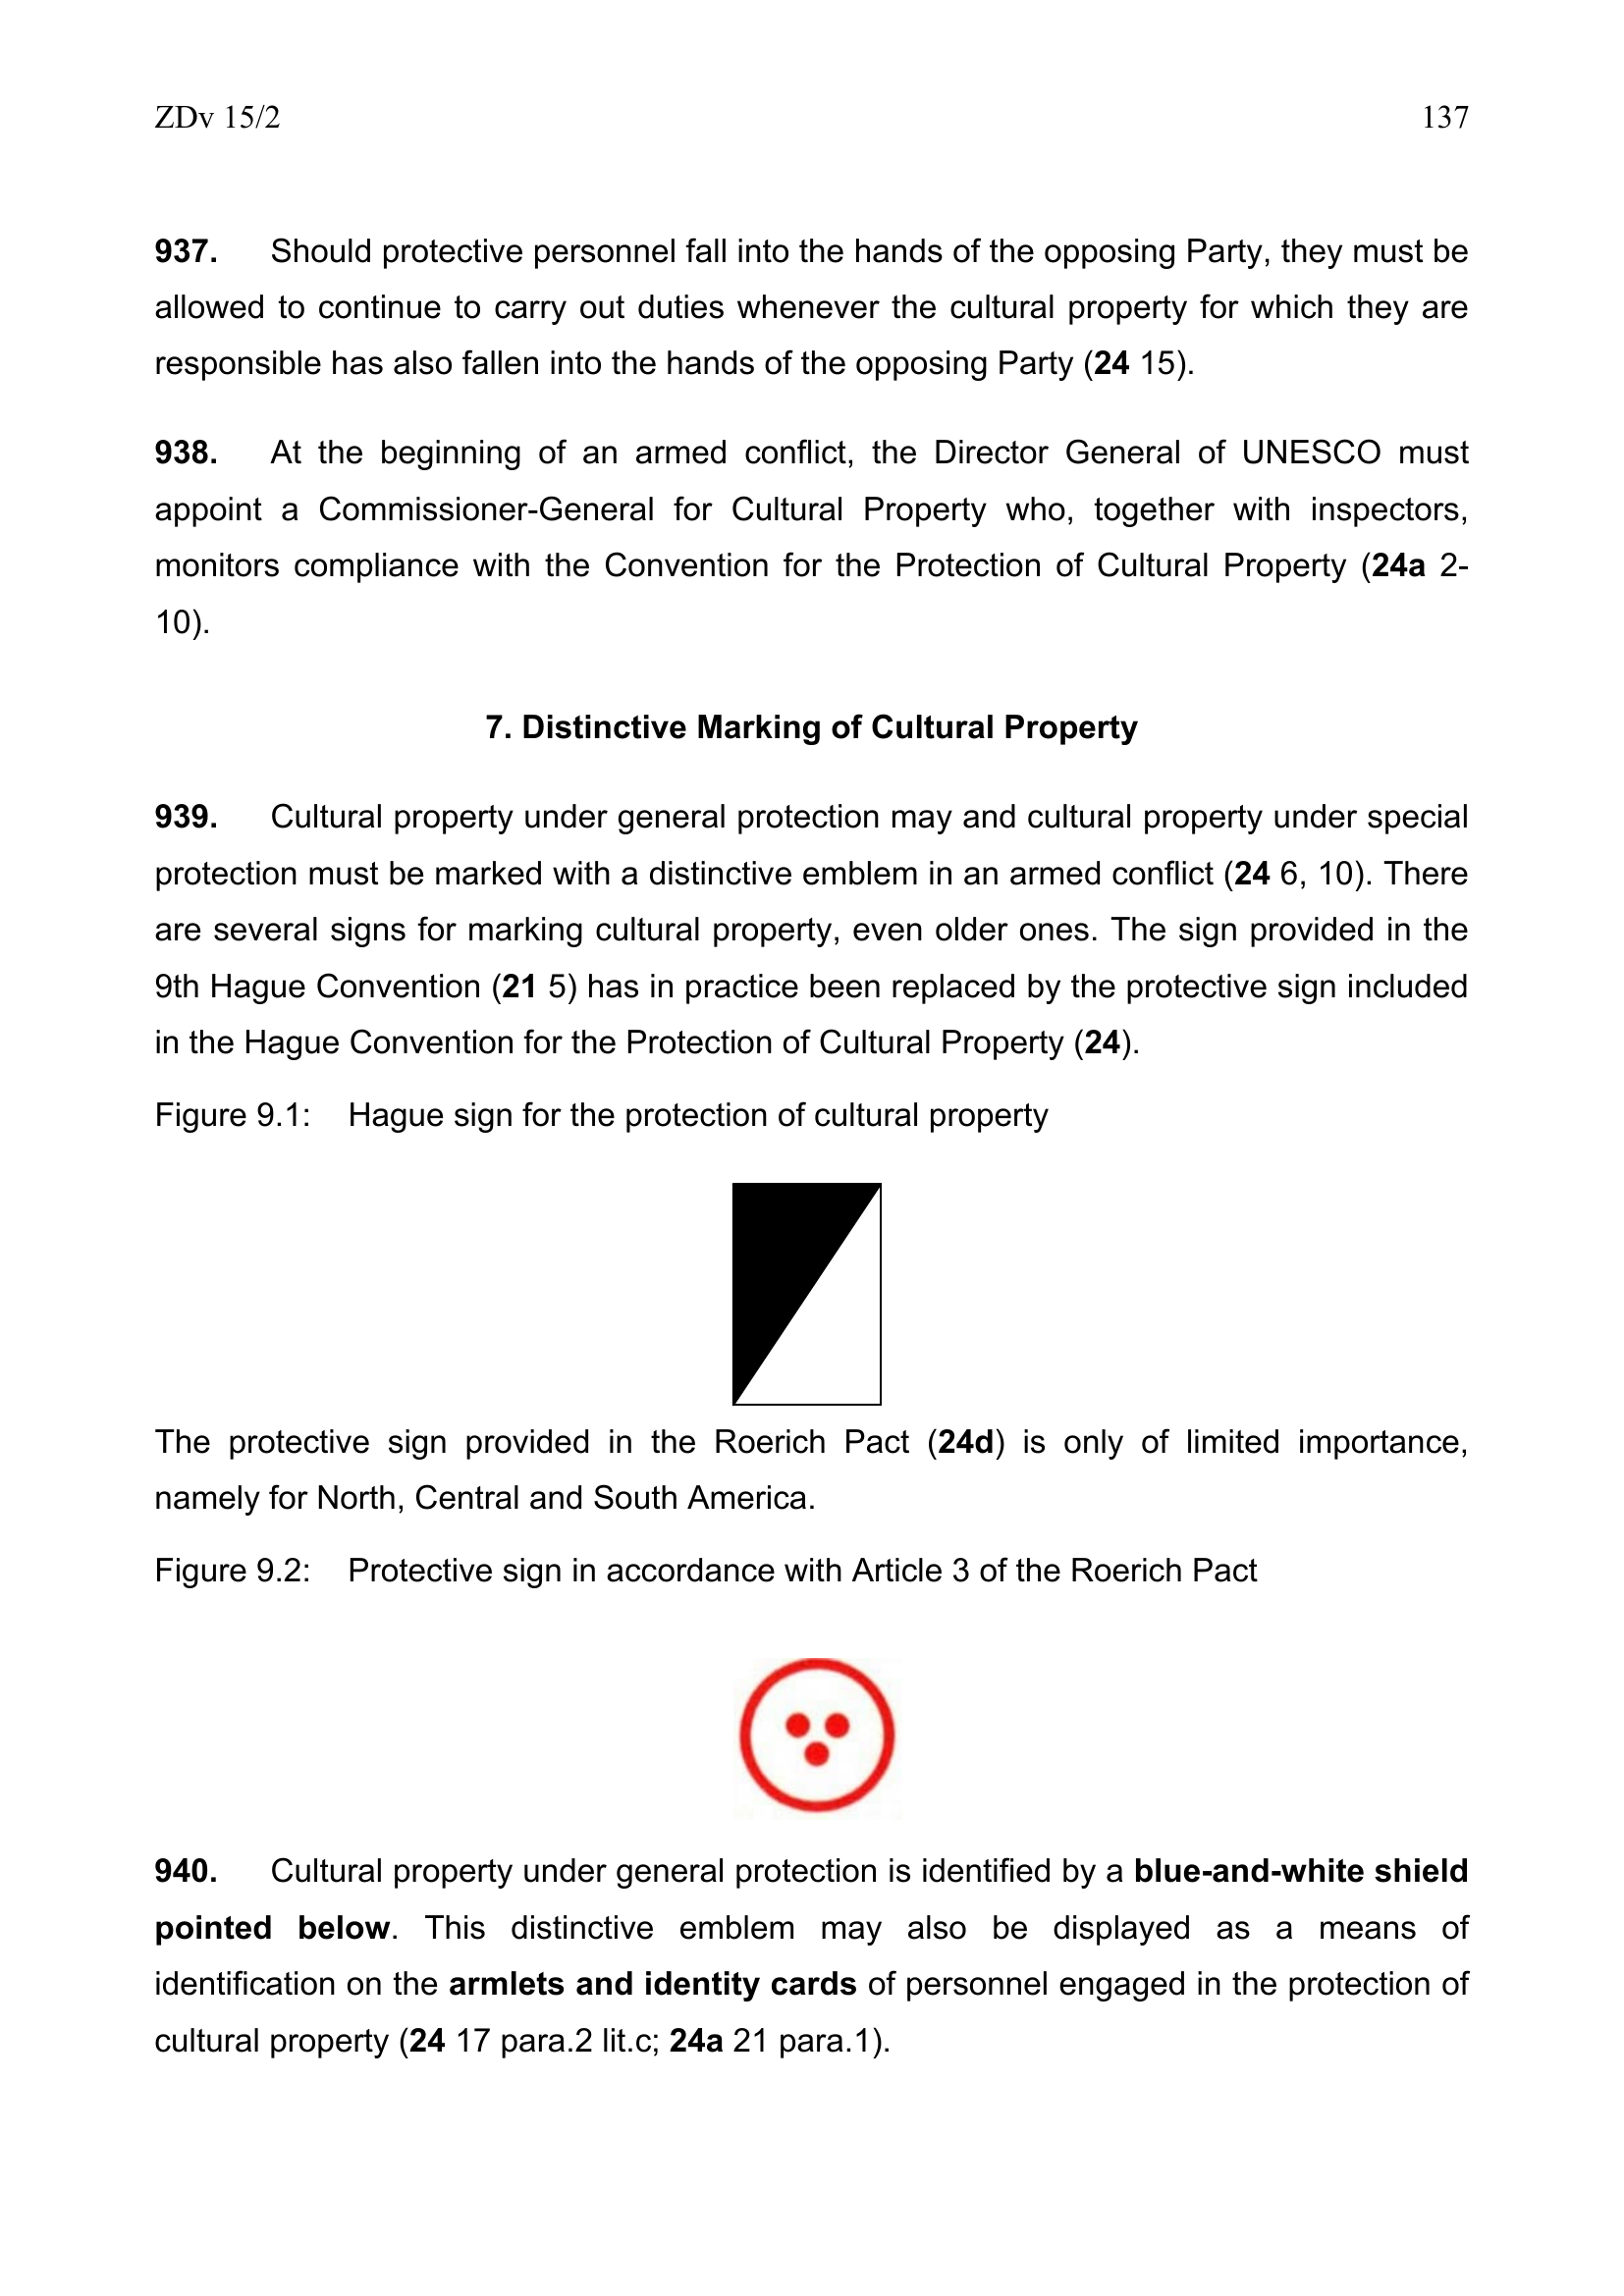 ZDv 15/2 137
937. Should protective personnel fall into the hands of the opposing Party, they must be
allowed to continue to carry out duties whenever the cultural property for which they are
responsible has also fallen into the hands of the opposing Party (24 15).
938. At the beginning of an armed conflict, the Director General of UNESCO must
appoint a Commissioner-General for Cultural Property who, together with inspectors,
monitors compliance with the Convention for the Protection of Cultural Property (24a 2-
10).
7. Distinctive Marking of Cultural Property
939. Cultural property under general protection may and cultural property under special
protection must be marked with a distinctive emblem in an armed conflict (24 6, 10). There
are several signs for marking cultural property, even older ones. The sign provided in the
9th Hague Convention (21 5) has in practice been replaced by the protective sign included
in the Hague Convention for the Protection of Cultural Property (24).
Figure 9.1: Hague sign for the protection of cultural property
The protective sign provided in the Roerich Pact (24d) is only of limited importance,
namely for North, Central and South America.
Figure 9.2: Protective sign in accordance with Article 3 of the Roerich Pact
940. Cultural property under general protection is identified by a blue-and-white shield
pointed below. This distinctive emblem may also be displayed as a means of
identification on the armlets and identity cards of personnel engaged in the protection of
cultural property (24 17 para.2 lit.c; 24a 21 para.1).